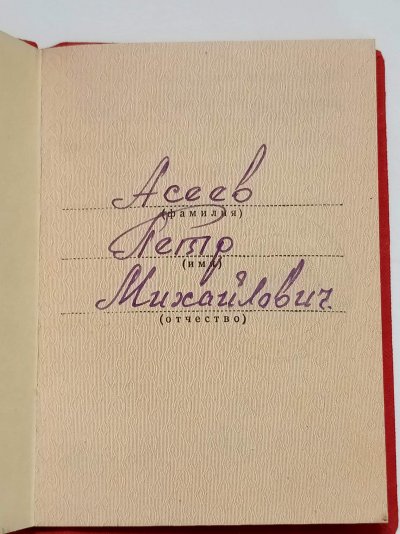 Асеев
(фамилия)
Петр
(имя)
Михайлович
(отчество)